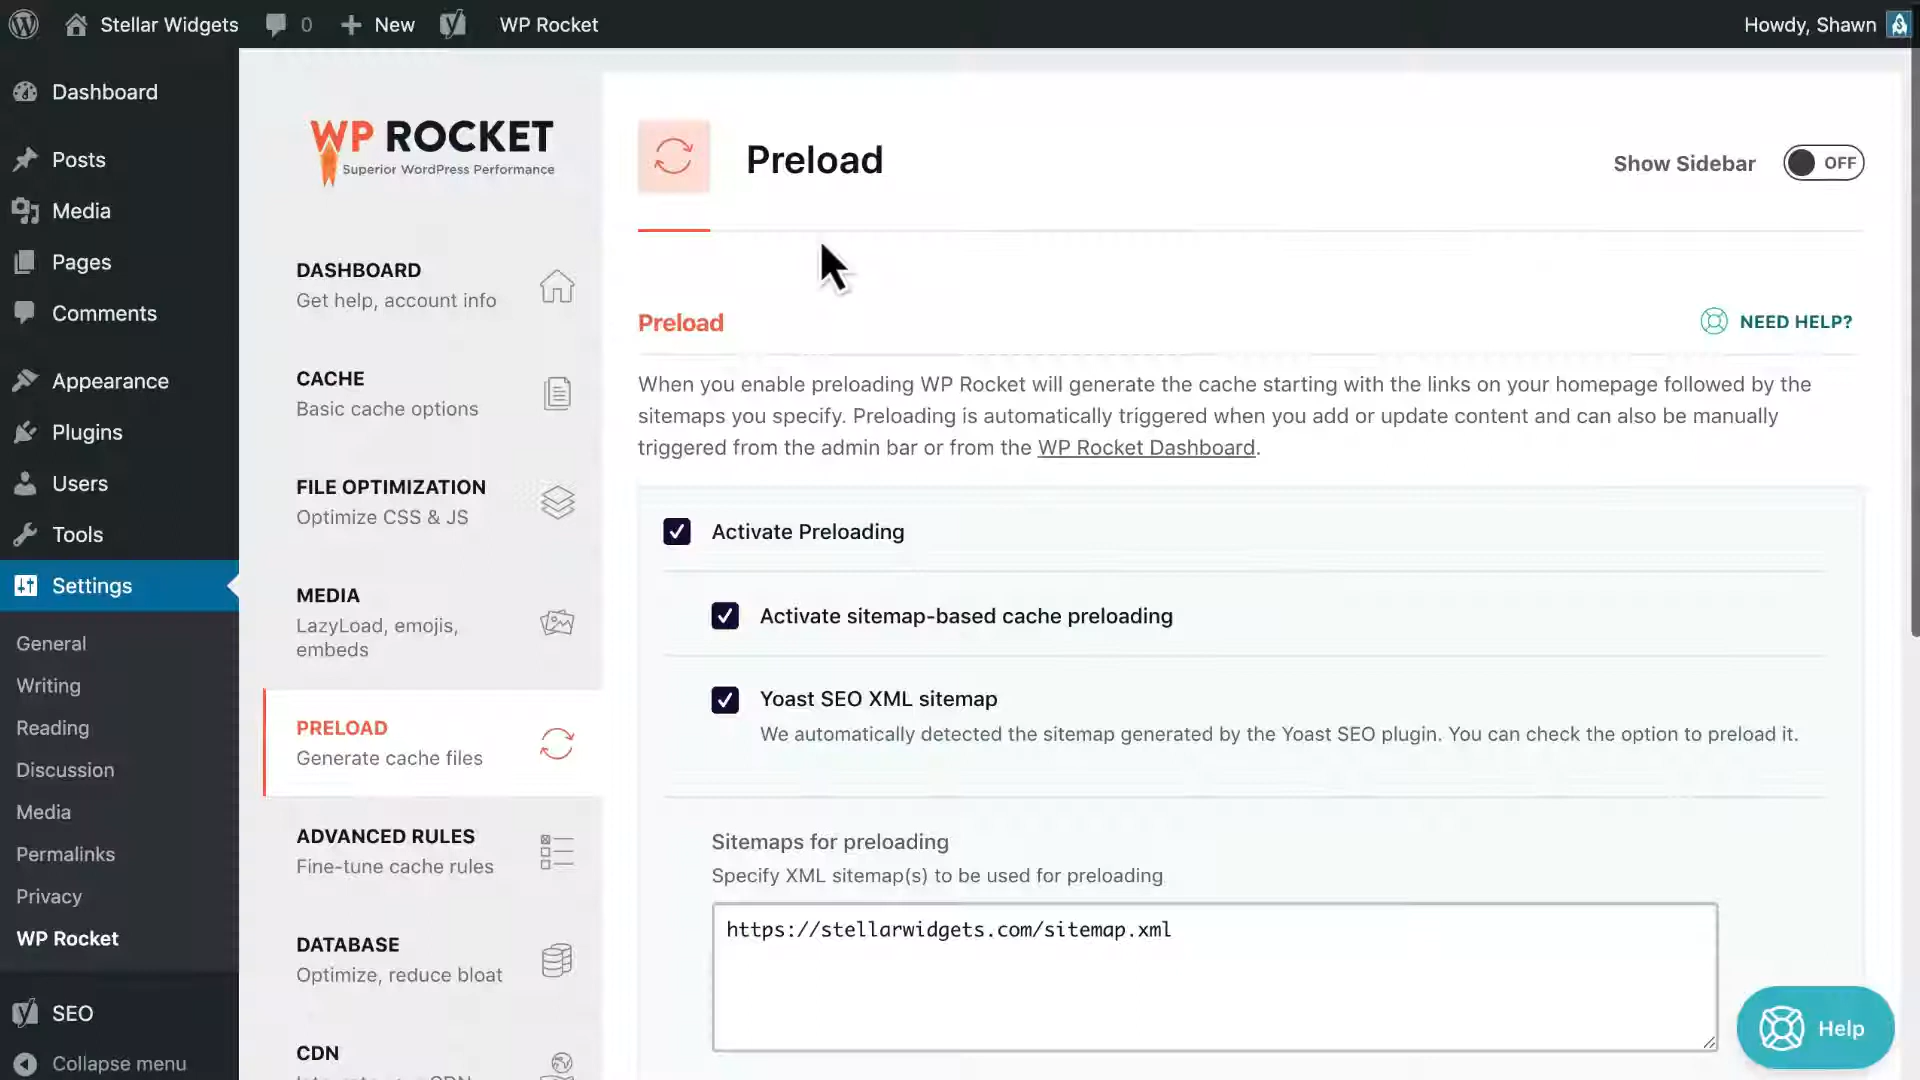 Stellar Widgets
0
New
WP Rocket
Howdy, Shawn
Dashboard
Posts
Media
Pages
Comments
Appearance
Plugins
Users
Tools
Settings
General
Writing
Reading
Discussion
Media
Permalinks
Privacy
WP Rocket
SEO
Collapse menu
WP ROCKET
Superior WordPress Performance
DASHBOARD
Get help, account info
CACHE
Basic cache options
FILE OPTIMIZATION
Optimize CSS & JS
MEDIA
LazyLoad, emojis,
embeds
PRELOAD
Generate cache files
ADVANCED RULES
Fine-tune cache rules
DATABASE
Optimize, reduce bloat
CDN
Preload
Show Sidebar
OFF
Preload
NEED HELP?
When you enable preloading WP Rocket will generate the cache starting with the links on your homepage followed by the
sitemaps you specify. Preloading is automatically triggered when you add or update content and can also be manually
triggered from the admin bar or from the WP Rocket Dashboard.
Activate Preloading
Activate sitemap-based cache preloading
Yoast SEO XML sitemap
We automatically detected the sitemap generated by the Yoast SEO plugin. You can check the option to preload it.
Sitemaps for preloading
Specify XML sitemap(s) to be used for preloading
https://stellarwidgets.com/sitemap.xml
Help